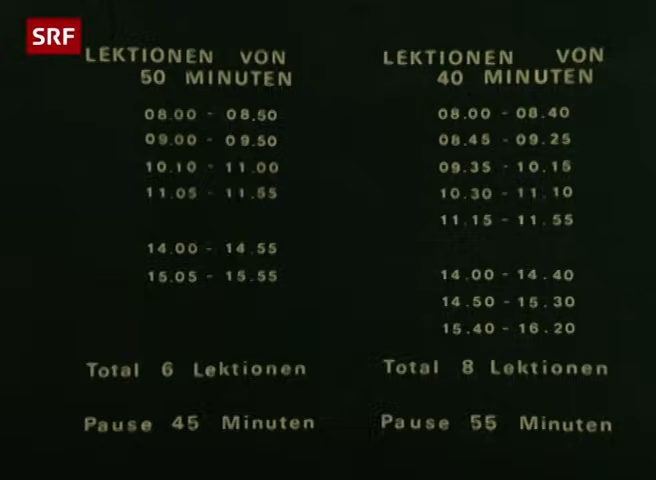 SRF
LEKTIONEN VON
50 MINUTEN
08.00 - 08.50
09.00 - 09.50
10.10 - 11.00
11.05 - 11.55
14.00 - 14.55
15.05 - 15.55
Total 6 Lektionen
Pause 45 Minuten
LEKTIONEN VON
40 MINUTEN
08.00 - 08.40
08.45 - 09.25
09.35 - 10.15
10.30 - 11.10
11.15 - 11.55
14.00 - 14.40
14.50 - 15.30
15.40 - 16.20
Total 8 Lektionen
Pause 55 Minuten